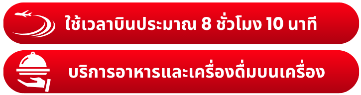 ใช้เวลาบินประมาณ 8 ชั่วโมง 10 นาที
บริการอาหารและเครื่องดื่มบนเครื่อง